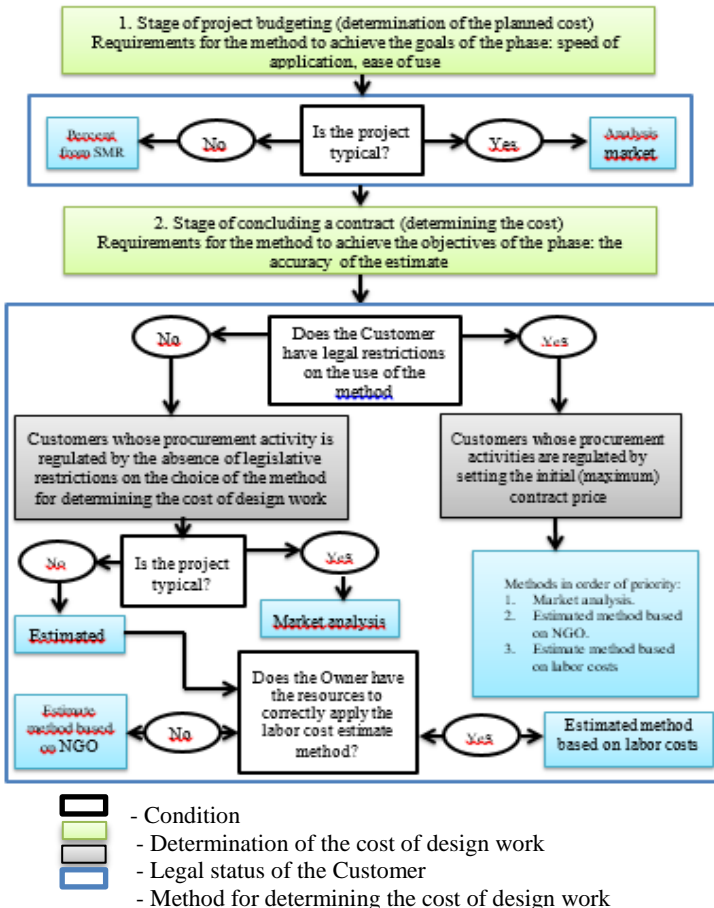 1. Stage of project budgeting (determination of the planned cost)
Requirements for the method to achieve the goals of the phase: speed of
application, ease of use
Percent
from SMR
No
Is the project
typical?
Yes
Analysis
market
2. Stage of concluding a contract (determining the cost)
Requirements for the method to achieve the objectives of the phase: the
accuracy of the estimate
No
Does the Customer
have legal restrictions
on the use of the
method
Yes
Customers whose procurement activity is
regulated by the absence of legislative
restrictions on the choice of the method
for determining the cost of design work
Customers whose procurement
activities are regulated by
setting the initial (maximum)
contract price
No
Is the project
typical?
Yes
Estimated
Market analysis
Methods in order of priority:
1. Market analysis.
2. Estimated method based
on NGO.
3. Estimate method based
on labor costs
Estimate
method based
on NGO
No
Does the Owner have
the resources to
correctly apply the
labor cost estimate
method?
Yes
Estimated method
based on labor costs
- Condition
- Determination of the cost of design work
- Legal status of the Customer
- Method for determining the cost of design work